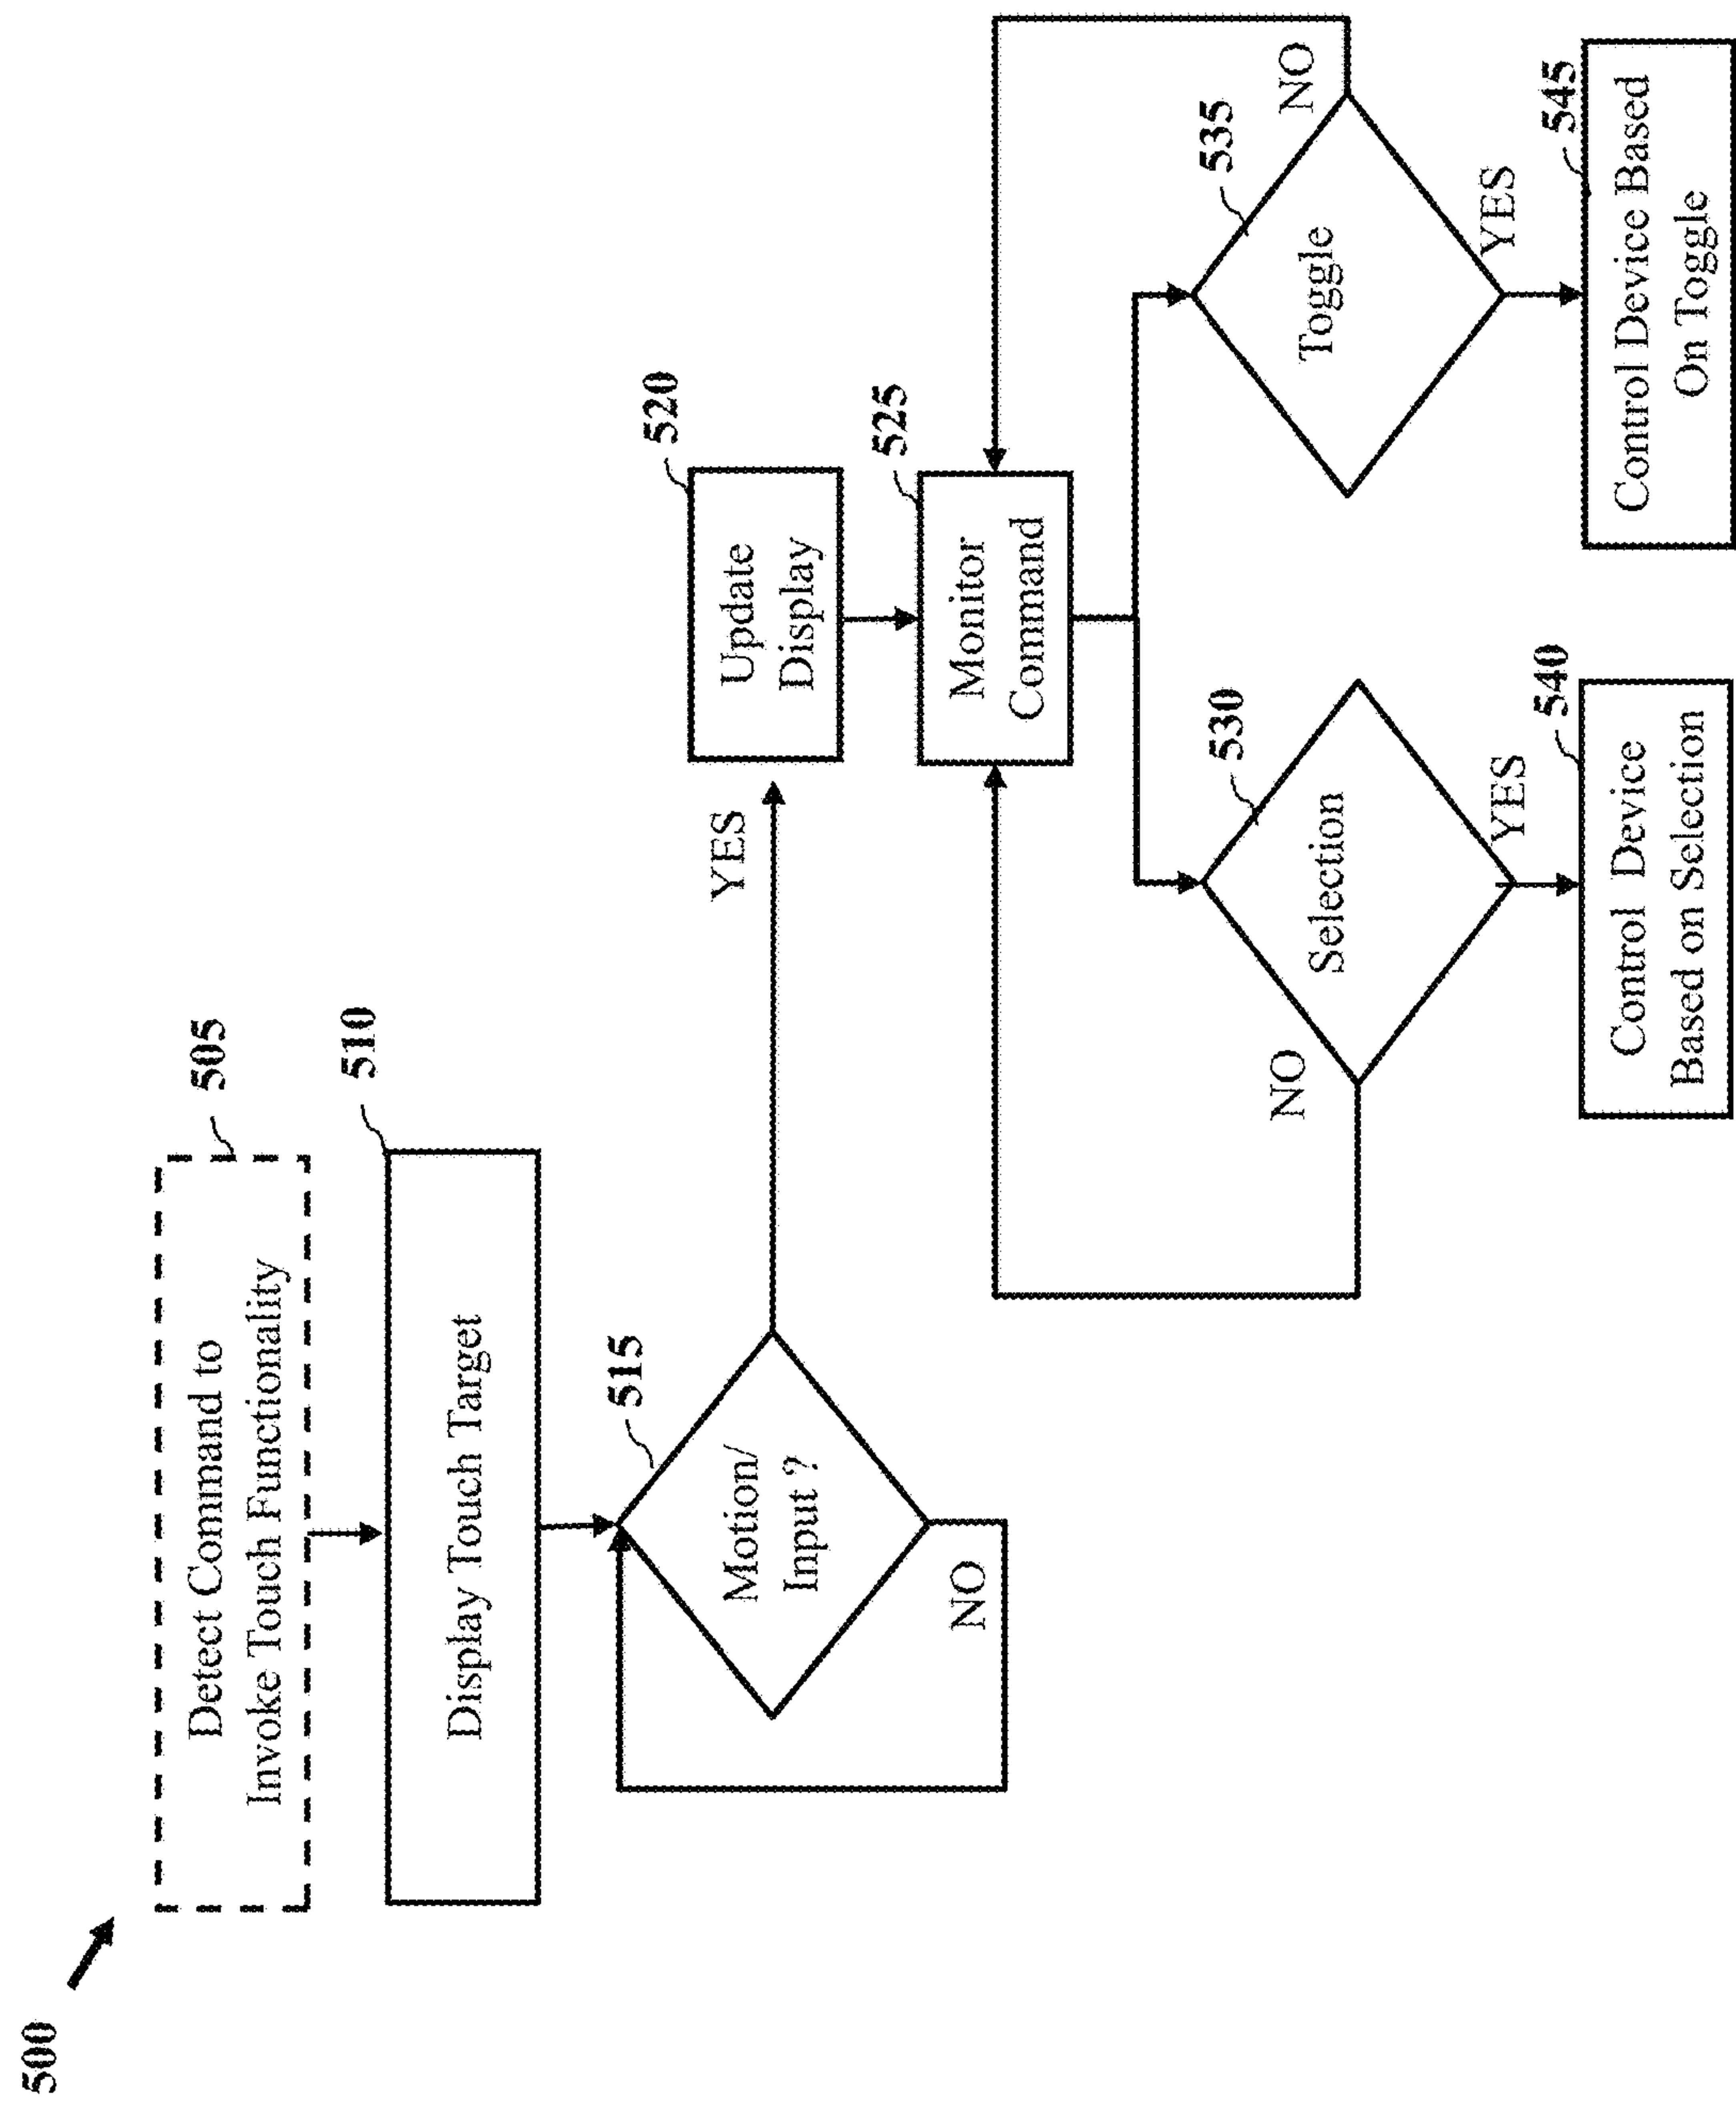 500
505
Detect Command to
Invoke Touch Functionality
510
Display Touch Target
515
Motion/
Input ?
NO
YES
520
Update
Display
525
Monitor
Command
530
Selection
NO
YES
535
Toggle
NO
YES
540
Control Device
Based on Selection
545
Control Device Based
On Toggle